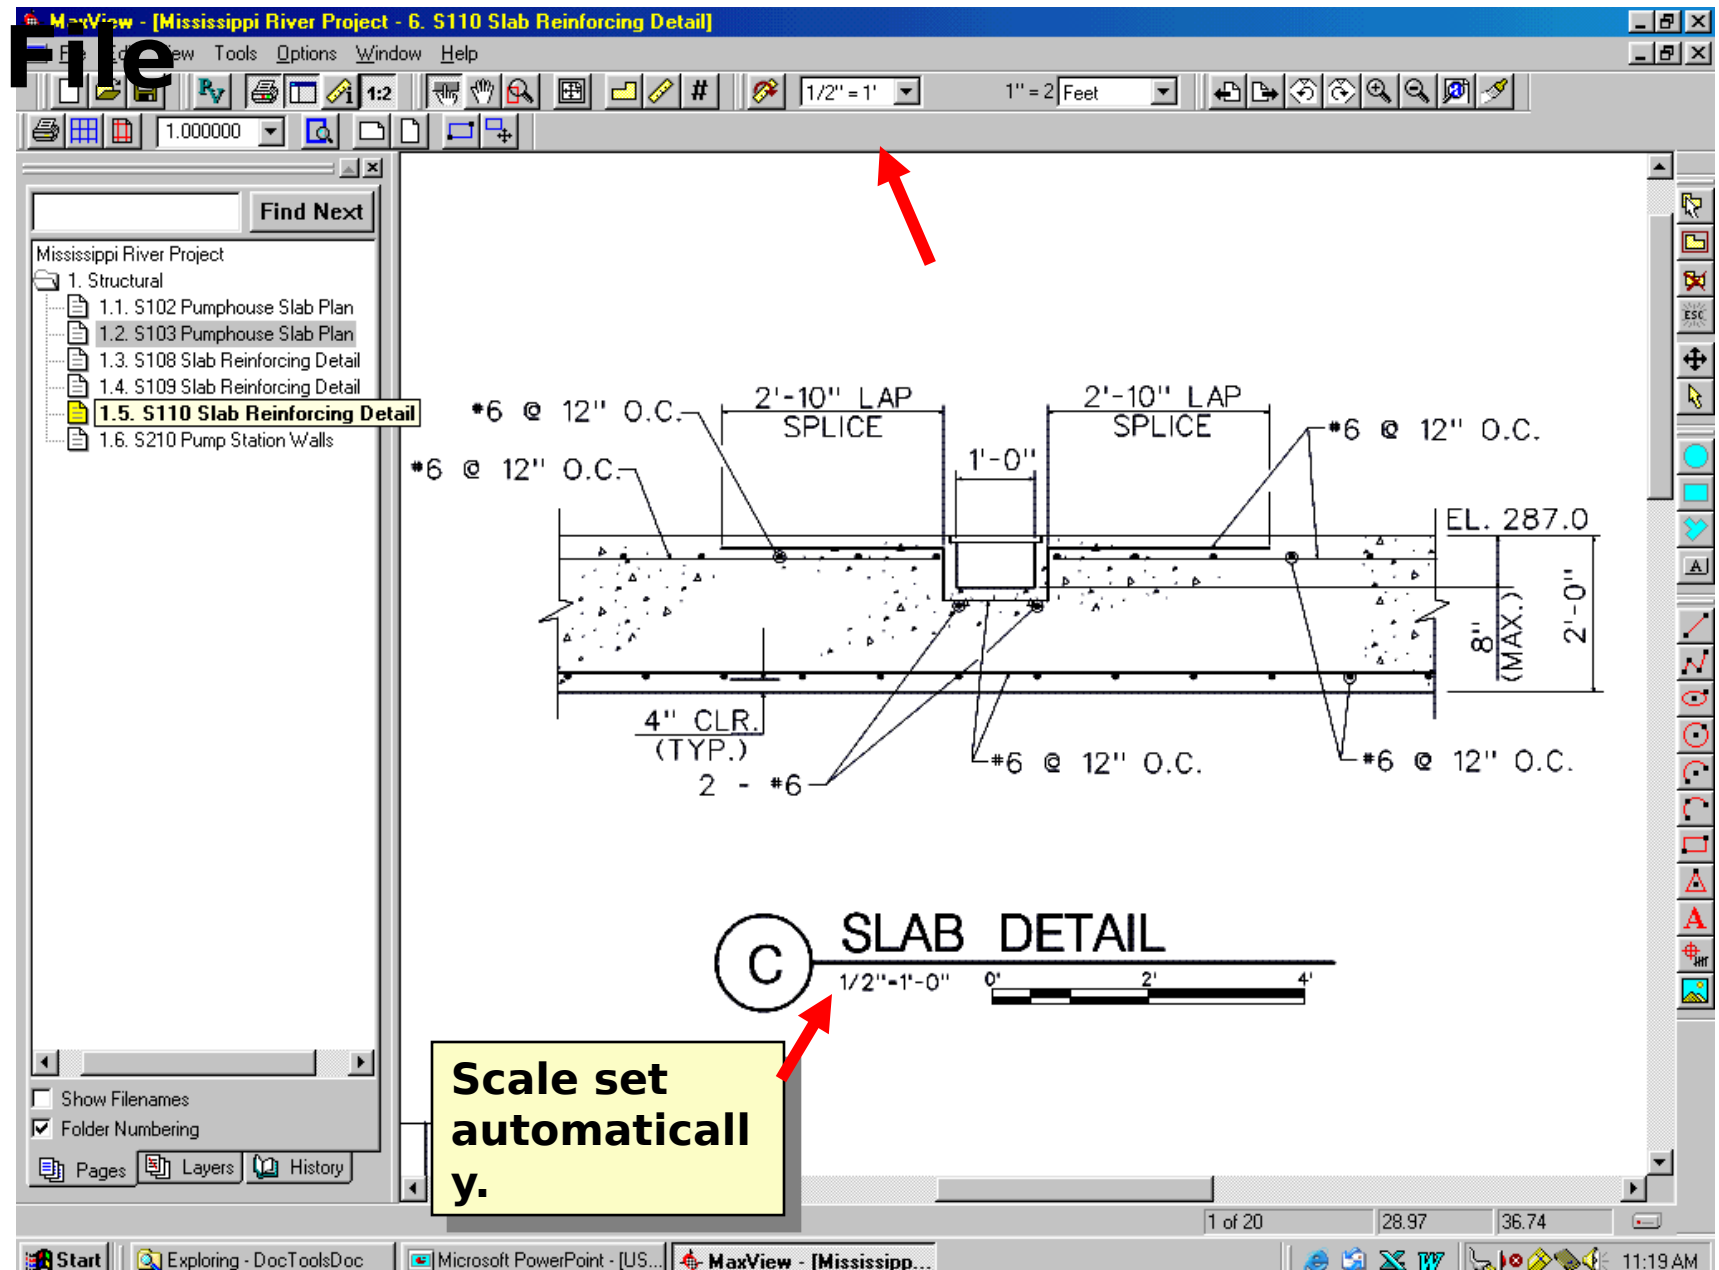 MaxView - [Mississippi River Project - 6. S110 Slab Reinforcing Detail]
File
Tools Options Window Help
1:2
#
1/2" = 1'
1" = 2 Feet
1.000000
Find Next
Mississippi River Project
1. Structural
1.1. S102 Pumphouse Slab Plan
1.2. S103 Pumphouse Slab Plan
1.3. S108 Slab Reinforcing Detail
1.4. S109 Slab Reinforcing Detail
1.5. S110 Slab Reinforcing Detail
1.6. S210 Pump Station Walls
ESC
A
A
2'-10" LAP
SPLICE
2'-10" LAP
SPLICE
#6 @ 12" O.C.
#6 @ 12" O.C.
#6 @ 12" O.C.
1'-0"
EL. 287.0
8"
(MAX.)
2'-0"
4" CLR.
(TYP.)
2 - #6
#6 @ 12" O.C.
#6 @ 12" O.C.
C
SLAB DETAIL
1/2"=1'-0"
0' 2' 4'
Scale set
automaticall
y.
Show Filenames
Folder Numbering
Pages Layers History
1 of 20 28.97 36.74
Start Exploring - DocToolsDoc Microsoft PowerPoint - [US... MaxView - [Mississipp... 11:19 AM